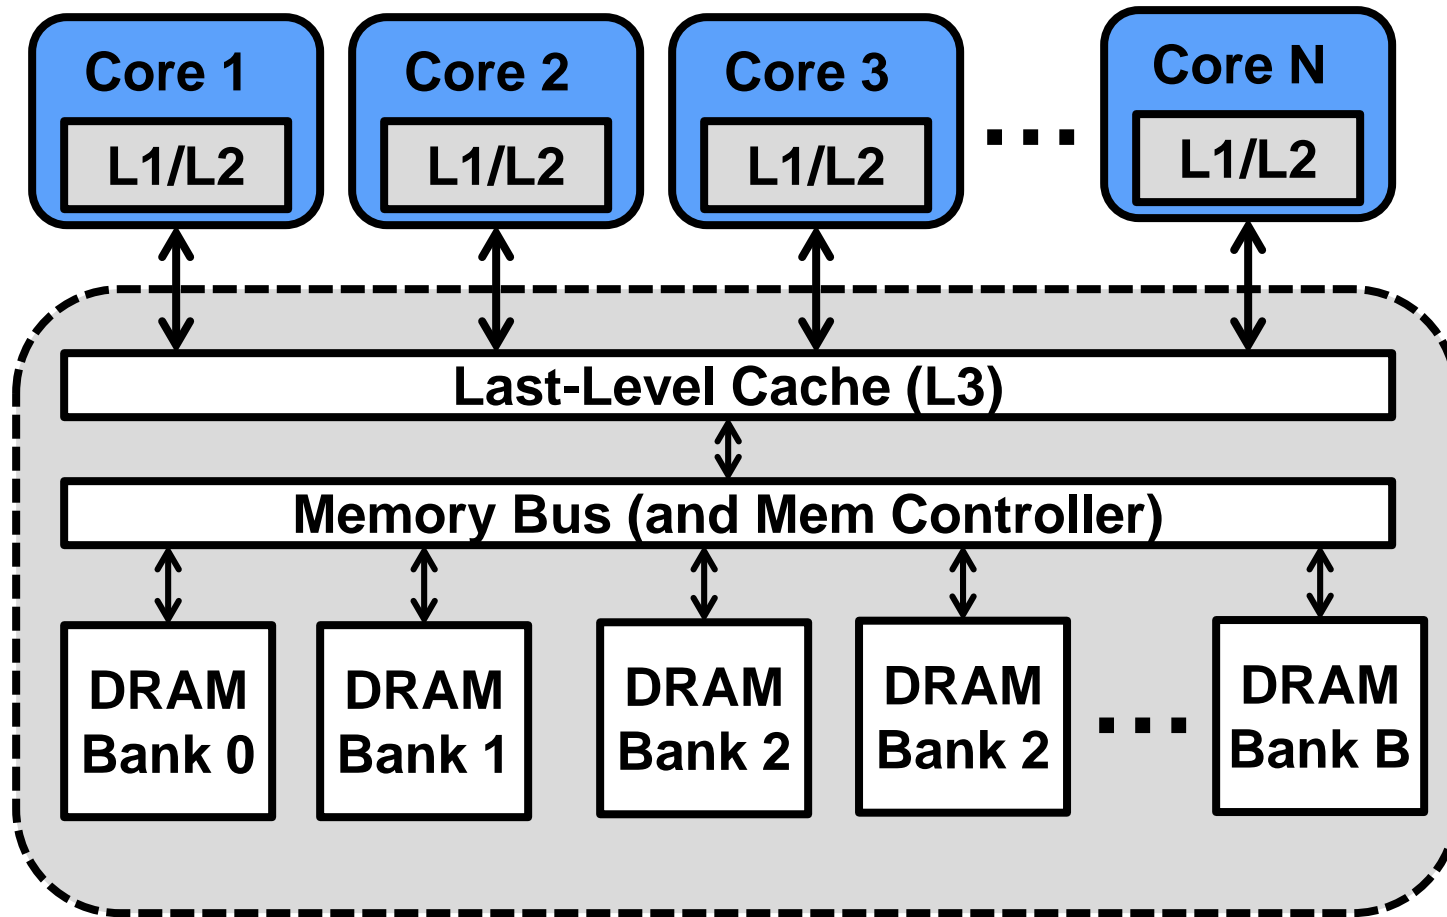 Core 1
Core 2
Core 3
Core N
L1/L2
L1/L2
L1/L2
L1/L2
...
Last-Level Cache (L3)
Memory Bus (and Mem Controller)
DRAM
Bank 0
DRAM
Bank 1
DRAM
Bank 2
DRAM
Bank 2
...
DRAM
Bank B